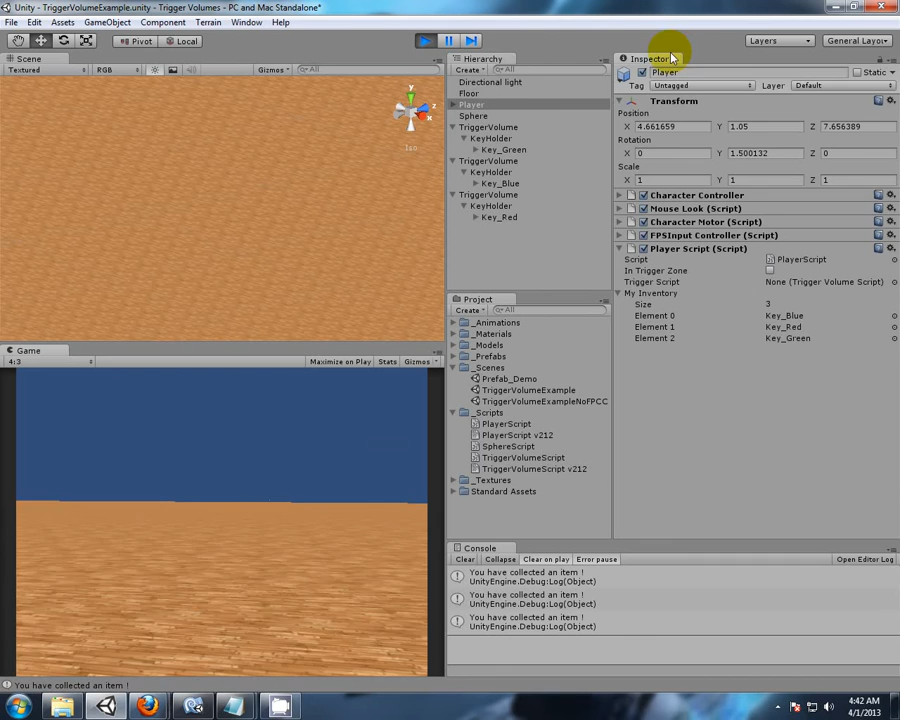 Unity - TriggerVolumeExample.unity - Trigger Volumes - PC and Mac Standalone*
File Edit Assets GameObject Component Terrain Window Help
Pivot Local Layers General Layou
Scene
Textured RGB Gizmos All
y
x
z
Iso
Game
4:3 Maximize on Play Stats Gizmos
Hierarchy
Create All
Directional light
Floor
Player
Sphere
TriggerVolume
KeyHolder
Key_Green
TriggerVolume
KeyHolder
Key_Blue
TriggerVolume
KeyHolder
Key_Red
Project
Create All
_Animations
_Materials
_Models
_Prefabs
_Scenes
Prefab_Demo
TriggerVolumeExample
TriggerVolumeExampleNoFPCC
_Scripts
PlayerScript
PlayerScript v212
SphereScript
TriggerVolumeScript
TriggerVolumeScript v212
_Textures
Standard Assets
Inspector
Player Static
Tag Untagged Layer Default
Transform
Position
X 4.661659 Y 1.05 Z 7.656389
Rotation
X 0 Y 1.500132 Z 0
Scale
X 1 Y 1 Z 1
Character Controller
Mouse Look (Script)
Character Motor (Script)
FPSInput Controller (Script)
Player Script (Script)
Script PlayerScript
In Trigger Zone
Trigger Script None (Trigger Volume Script)
My Inventory
Size 3
Element 0 Key_Blue
Element 1 Key_Red
Element 2 Key_Green
Console
Clear Collapse Clear on play Error pause Open Editor Log
You have collected an item !
UnityEngine.Debug:Log(Object)
You have collected an item !
UnityEngine.Debug:Log(Object)
You have collected an item !
UnityEngine.Debug:Log(Object)
You have collected an item !
4:42 AM
4/1/2013